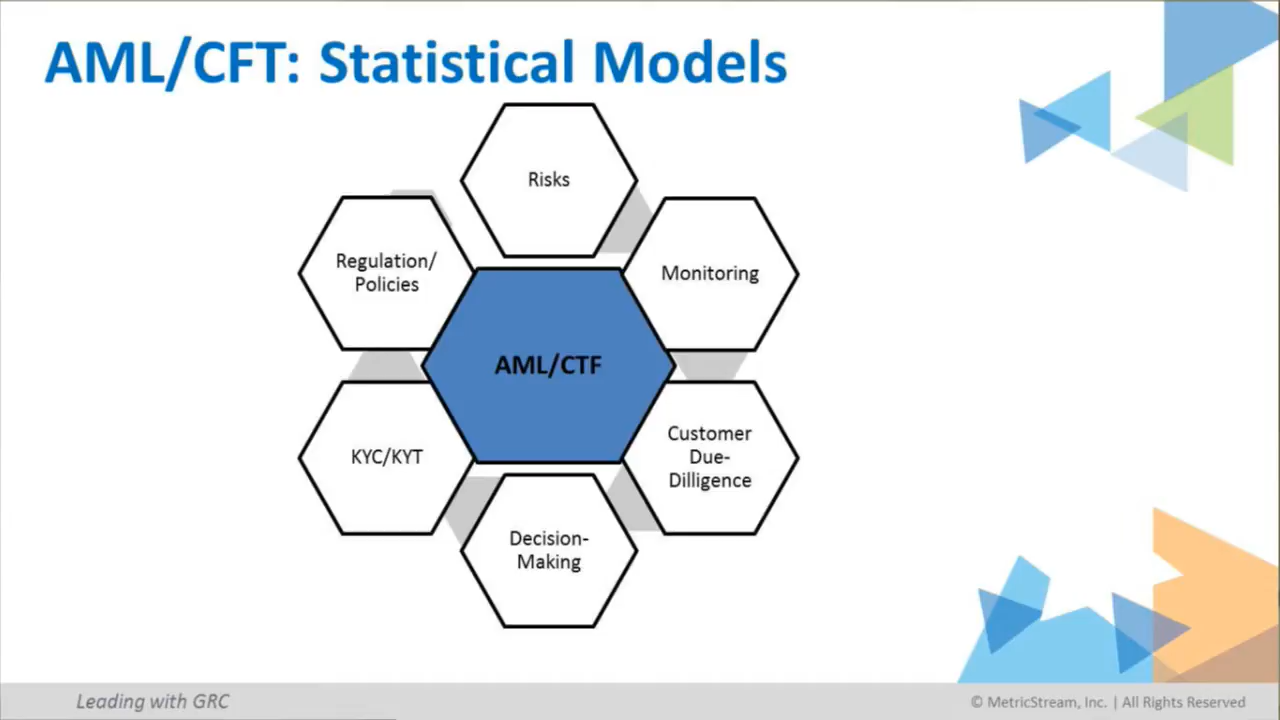 AML/CFT: Statistical Models
Risks
Regulation/
Policies
Monitoring
AML/CTF
KYC/KYT
Customer
Due-
Dilligence
Decision-
Making
Leading with GRC
© MetricStream, Inc. | All Rights Reserved